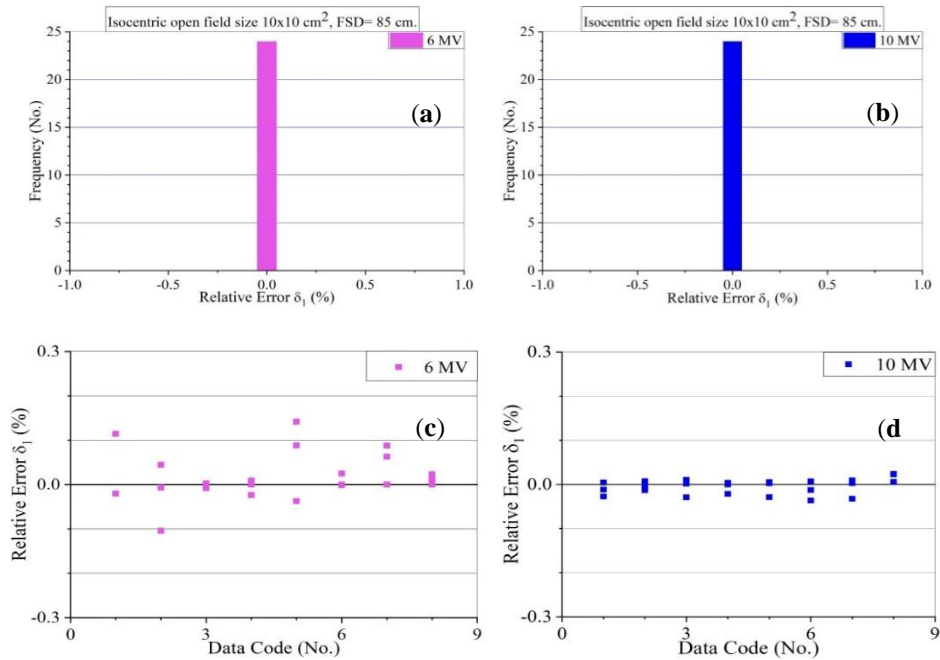 Isocentric open field size 10x10 cm², FSD= 85 cm.
6 MV
(a)
Frequency (No.)
25
20
15
10
5
0
-1.0 -0.5 0.0 0.5 1.0
Relative Error δ₁ (%)
Isocentric open field size 10x10 cm², FSD= 85 cm.
10 MV
(b)
Frequency (No.)
25
20
15
10
5
0
-1.0 -0.5 0.0 0.5 1.0
Relative Error δ₁ (%)
6 MV
(c)
Relative Error δ₁ (%)
0.3
0.0
-0.3
0 3 6 9
Data Code (No.)
10 MV
(d
Relative Error δ₁ (%)
0.3
0.0
-0.3
0 3 6 9
Data Code (No.)